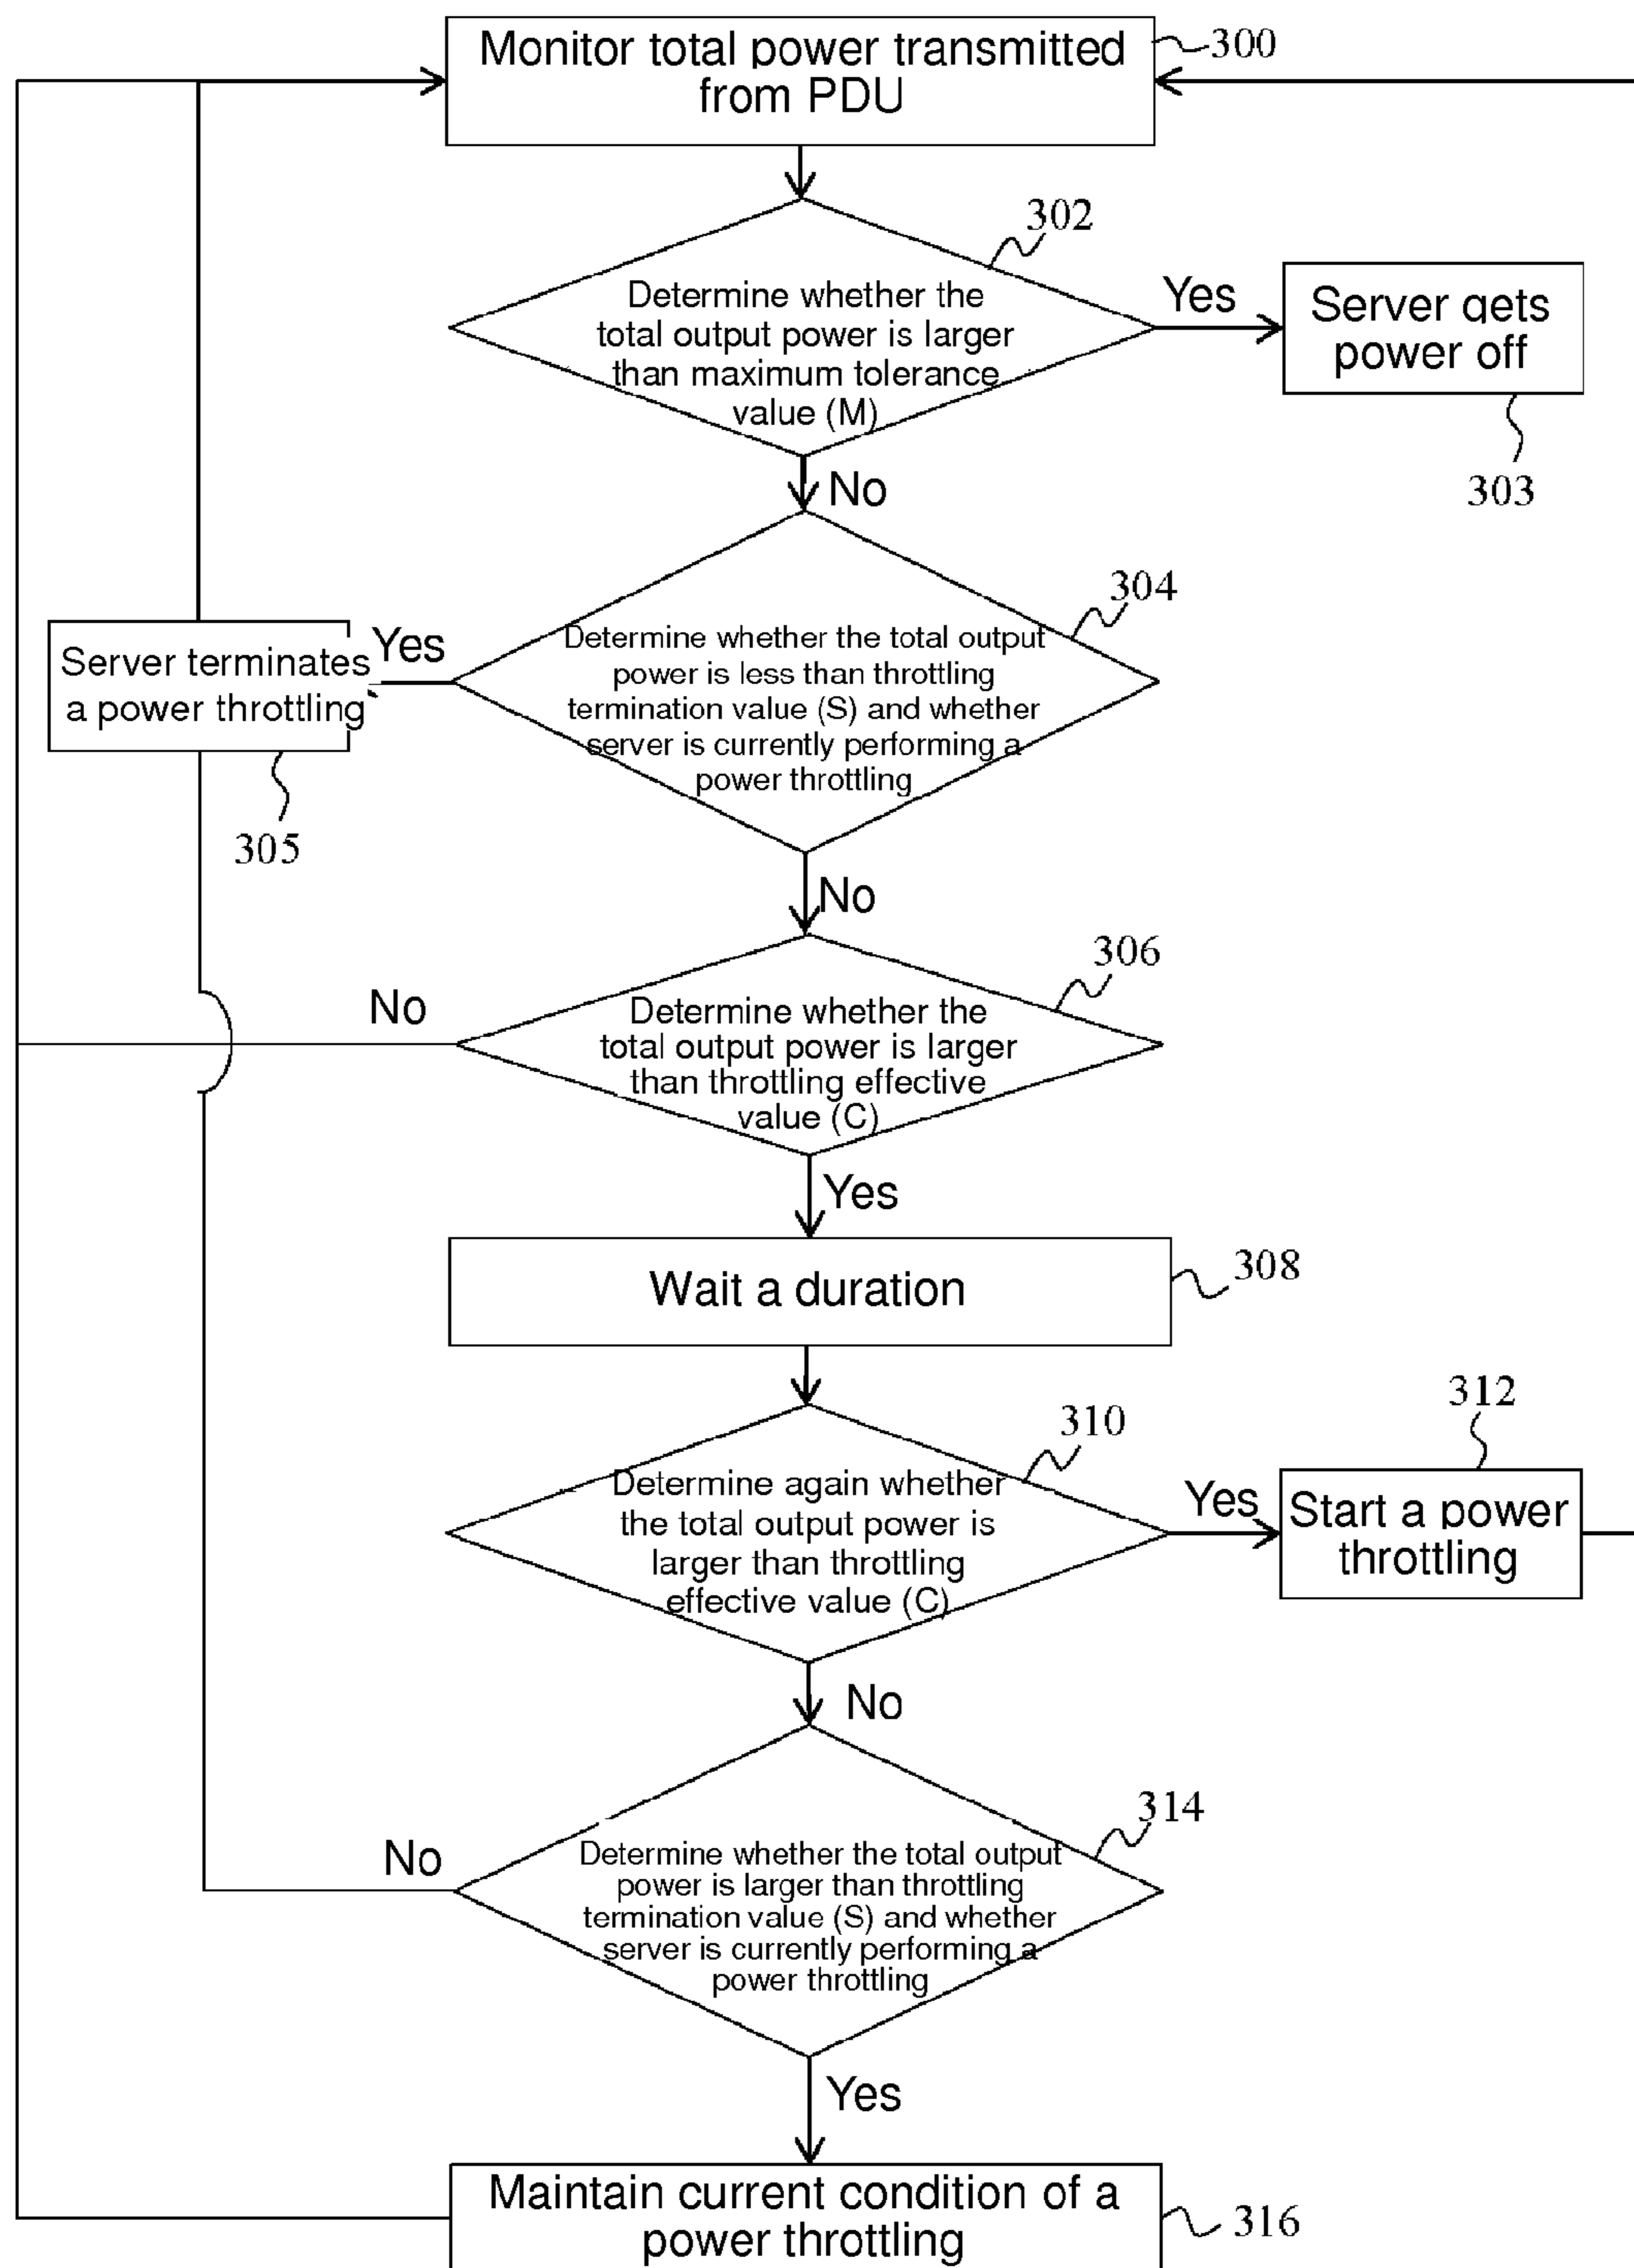 Monitor total power transmitted
from PDU
300
302
Determine whether the
total output power is larger
than maximum tolerance
value (M)
Yes
Server gets
power off
303
No
304
Determine whether the total output
power is less than throttling
termination value (S) and whether
server is currently performing a
power throttling
Yes
Server terminates
a power throttling
305
No
306
Determine whether the
total output power is larger
than throttling effective
value (C)
No
Yes
Wait a duration
308
310
Determine again whether
the total output power is
larger than throttling
effective value (C)
Yes
312
Start a power
throttling
No
314
Determine whether the total output
power is larger than throttling
termination value (S) and whether
server is currently performing a
power throttling
No
Yes
Maintain current condition of a
power throttling
316